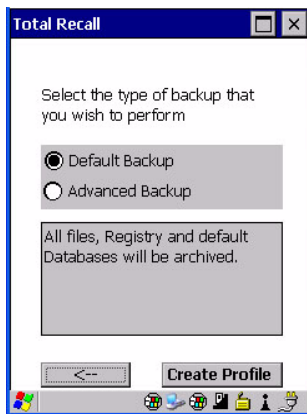 Total Recall
Select the type of backup that
you wish to perform
Default Backup
Advanced Backup
All files, Registry and default
Databases will be archived.
<--
Create Profile